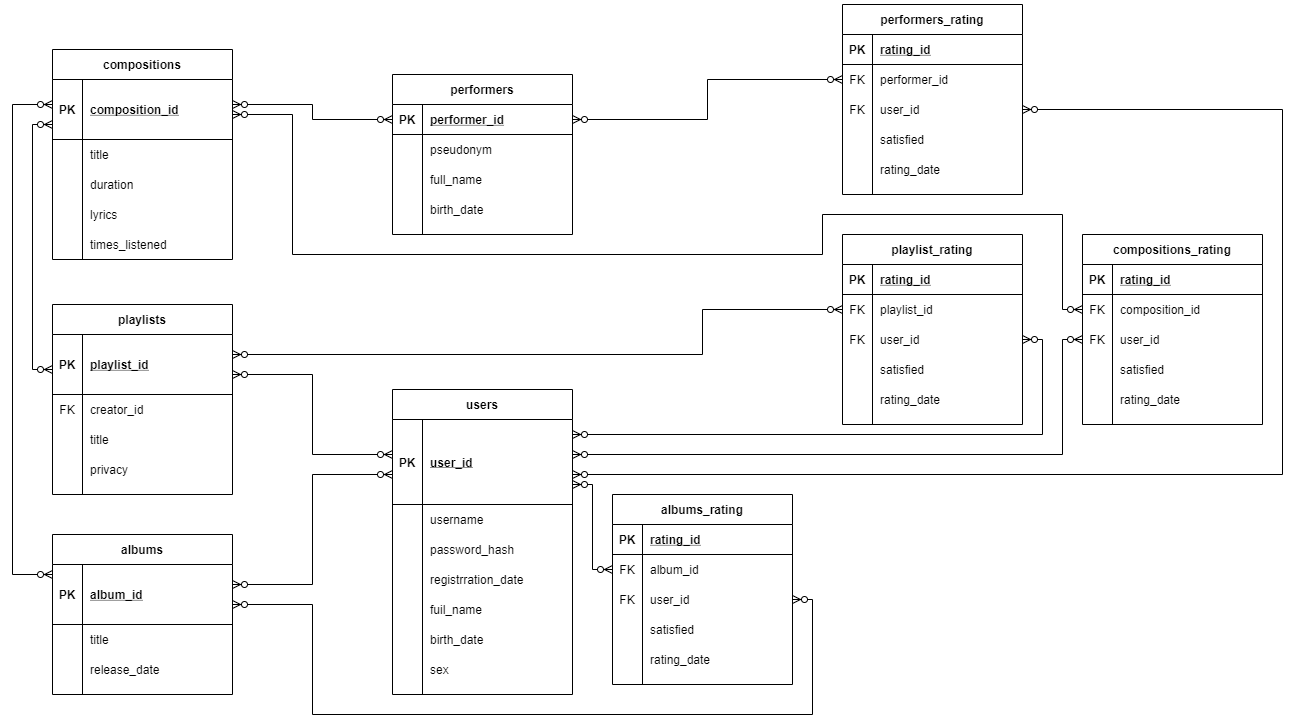 compositions
PK composition_id
title
duration
lyrics
times_listened
performers
PK performer_id
pseudonym
full_name
birth_date
performers_rating
PK rating_id
FK performer_id
FK user_id
satisfied
rating_date
playlists
PK playlist_id
FK creator_id
title
privacy
playlist_rating
PK rating_id
FK playlist_id
FK user_id
satisfied
rating_date
compositions_rating
PK rating_id
FK composition_id
FK user_id
satisfied
rating_date
users
PK user_id
username
password_hash
registrration_date
fuil_name
birth_date
sex
albums
PK album_id
title
release_date
albums_rating
PK rating_id
FK album_id
FK user_id
satisfied
rating_date